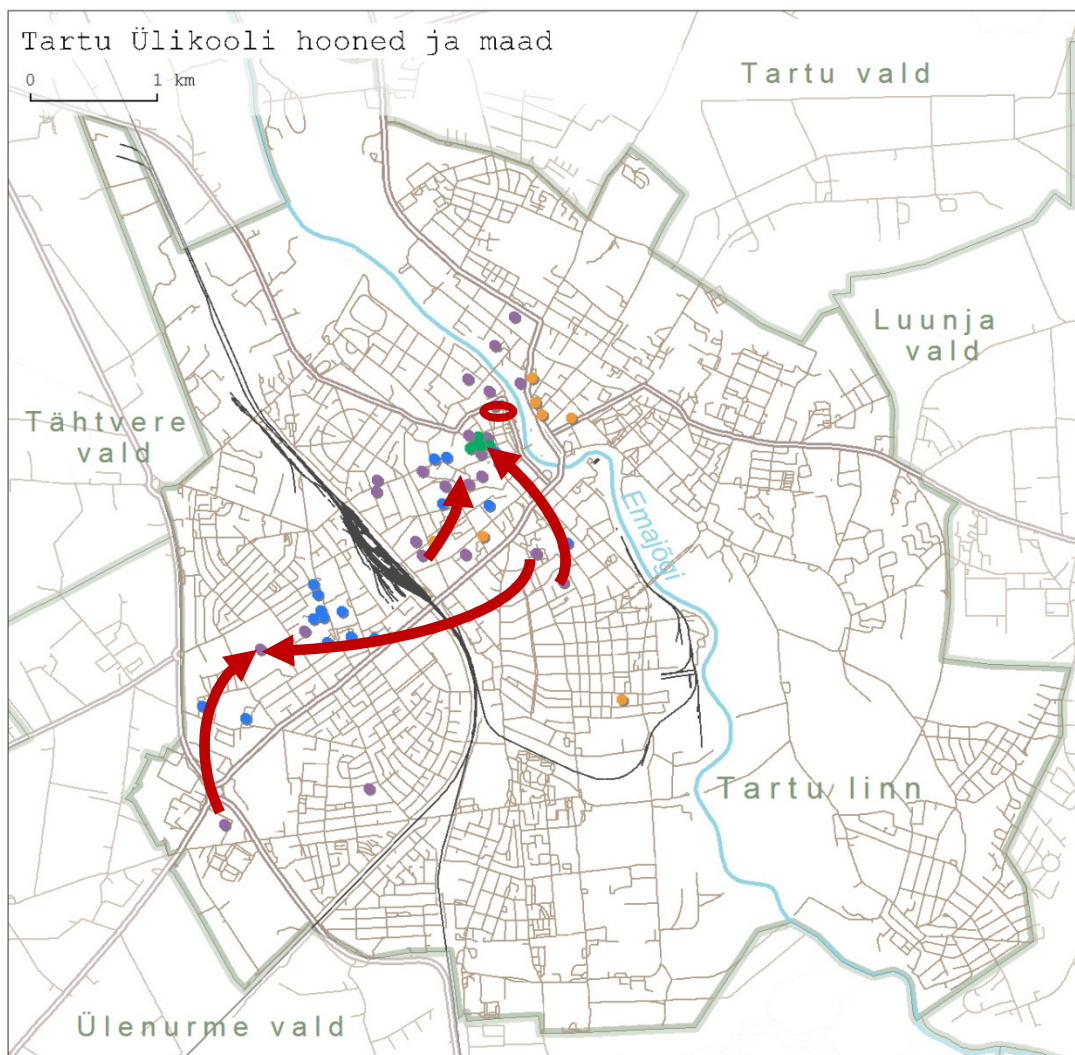 Tartu Ülikooli hooned ja maad
0 1 km
Tartu vald
Luunja
vald
Tähtvere
vald
Emajõgi
Tartu linn
Ülenurme vald